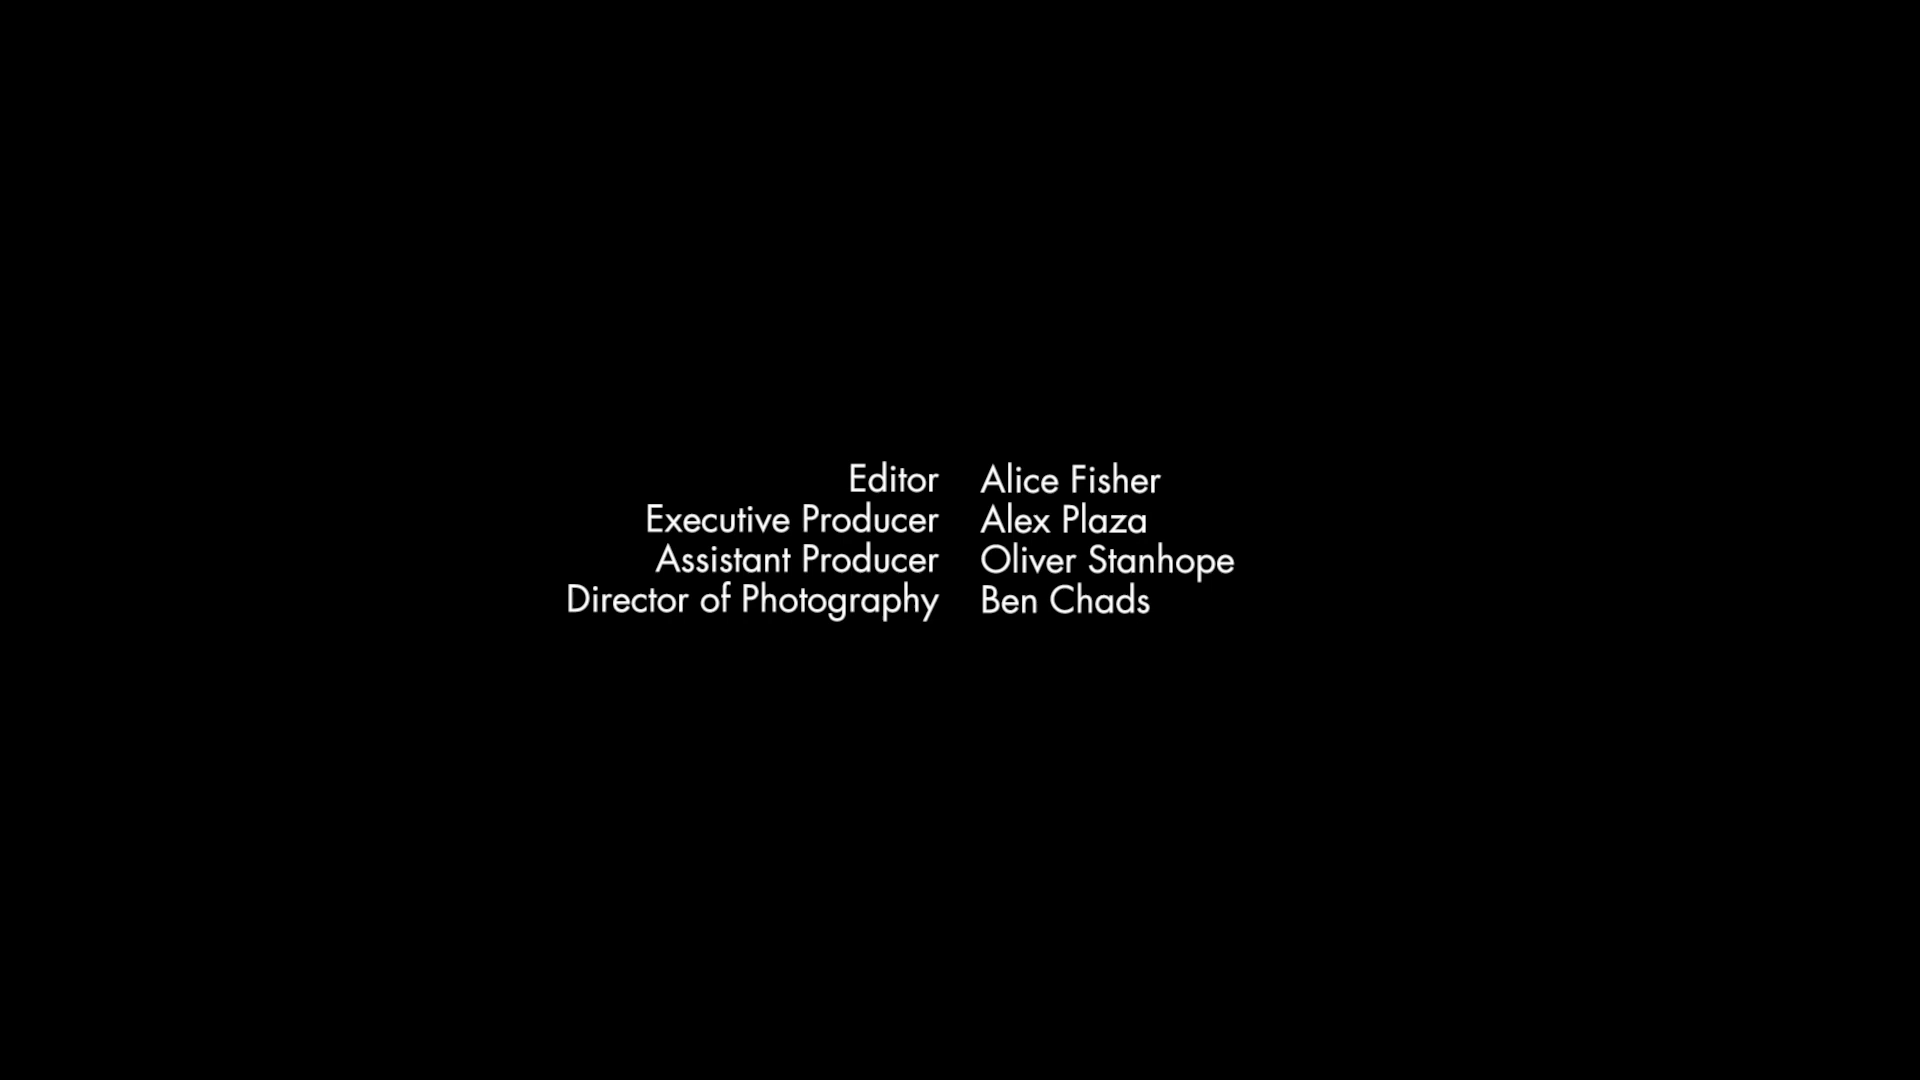 Editor Alice Fisher
Executive Producer Alex Plaza
Assistant Producer Oliver Stanhope
Director of Photography Ben Chads